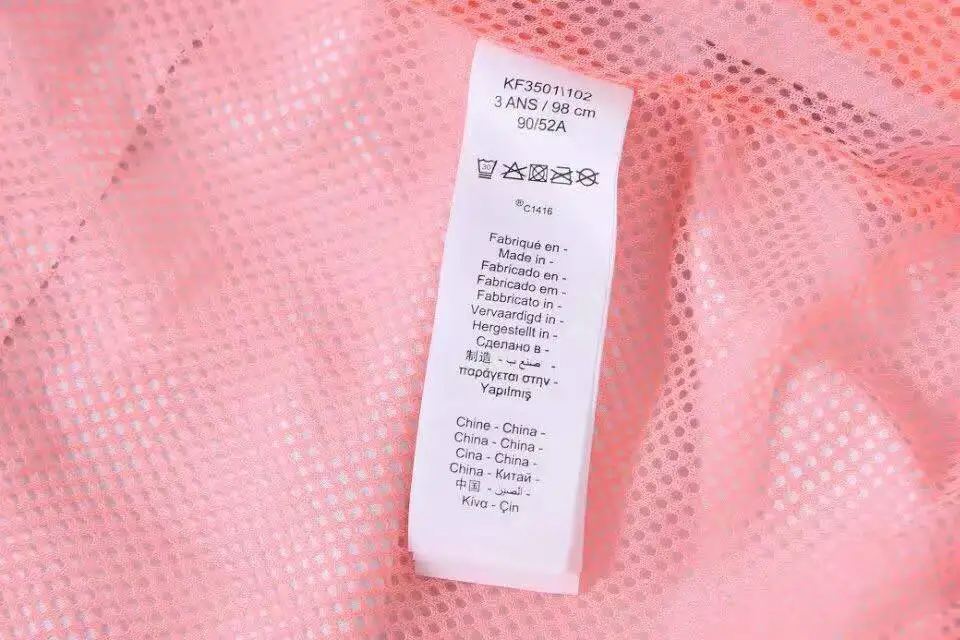 KF3501\102
3 ANS / 98 cm
90/52A
30
®C1416
Fabriqué en -
Made in -
Fabricado en -
Fabricado em -
Fabbricato in -
Vervaardigd in -
Hergestellt in -
Сделано в -
制造 - صنع ب -
παράγεται στην -
Yapılmış
Chine - China -
China - China -
Cina - China -
China - Китай -
中国 - الصين -
Κίνα - Çin